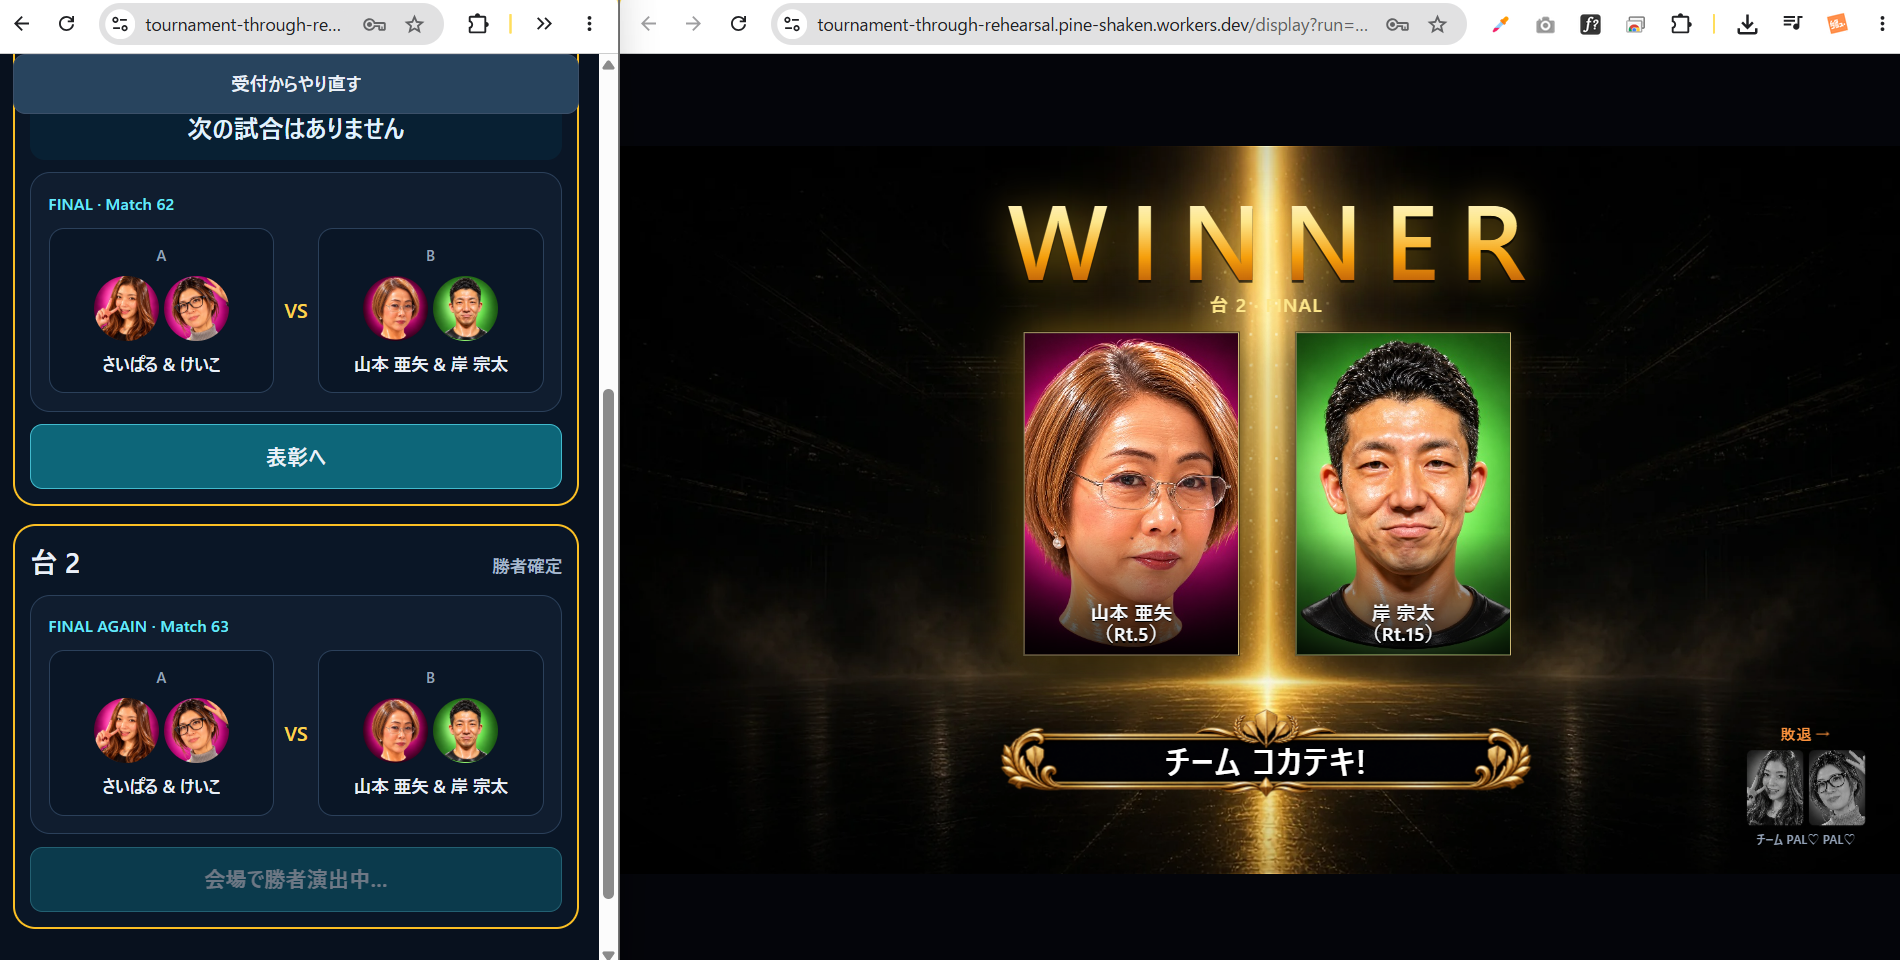 tournament-through-re...
受付からやり直す
次の試合はありません
FINAL · Match 62
A
B
VS
さいぱる & けいこ
山本 亜矢 & 岸 宗太
表彰へ
台 2
勝者確定
FINAL AGAIN · Match 63
A
B
VS
さいぱる & けいこ
山本 亜矢 & 岸 宗太
会場で勝者演出中...
tournament-through-rehearsal.pine-shaken.workers.dev/display?run=...
f?
WINNER
台 2 · FINAL
山本 亜矢
(Rt.5)
岸 宗太
(Rt.15)
チーム コカテキ!
敗退 →
チーム PAL♡ PAL♡